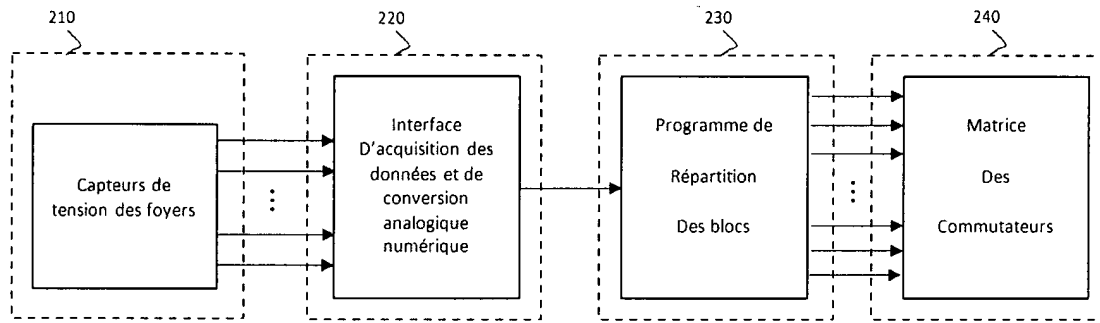 210
220
230
240
Capteurs de
tension des foyers
Interface
D'acquisition des
données et de
conversion
analogique
numérique
Programme de
Répartition
Des blocs
Matrice
Des
Commutateurs